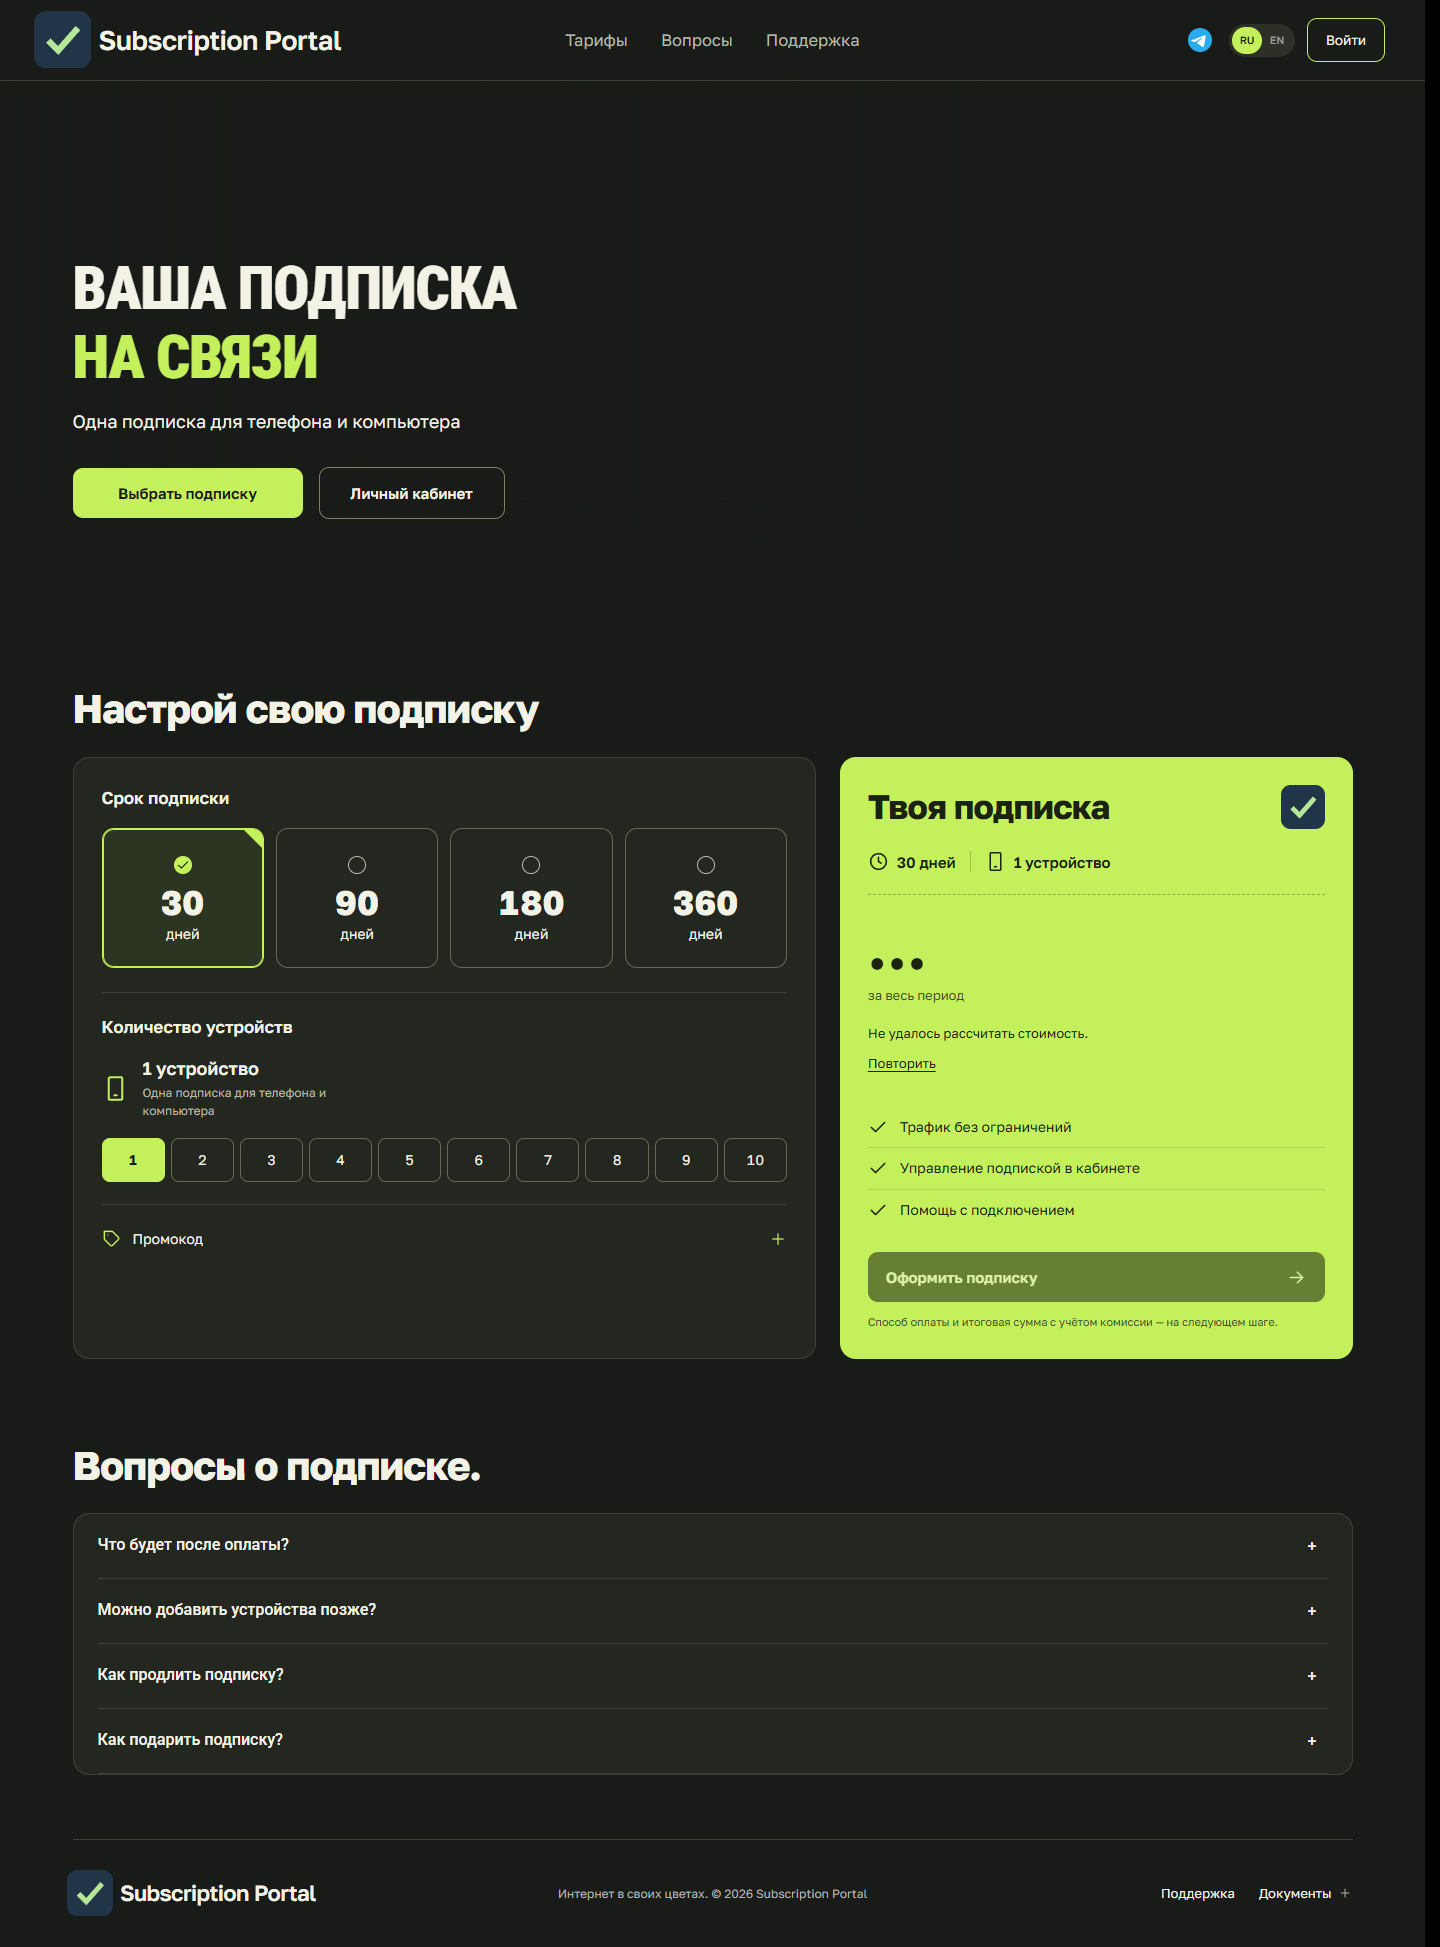 Subscription Portal
Тарифы
Вопросы
Поддержка
RU
EN
Войти
ВАША ПОДПИСКА
НА СВЯЗИ
Одна подписка для телефона и компьютера
Выбрать подписку
Личный кабинет
Настрой свою подписку
Срок подписки
30
дней
90
дней
180
дней
360
дней
Количество устройств
1 устройство
Одна подписка для телефона и
компьютера
1 2 3 4 5 6 7 8 9 10
Промокод
+
Твоя подписка
30 дней
1 устройство
•••
за весь период
Не удалось рассчитать стоимость.
Повторить
Трафик без ограничений
Управление подпиской в кабинете
Помощь с подключением
Оформить подписку →
Способ оплаты и итоговая сумма с учётом комиссии — на следующем шаге.
Вопросы о подписке.
Что будет после оплаты? +
Можно добавить устройства позже? +
Как продлить подписку? +
Как подарить подписку? +
Subscription Portal
Интернет в своих цветах. © 2026 Subscription Portal
Поддержка
Документы +